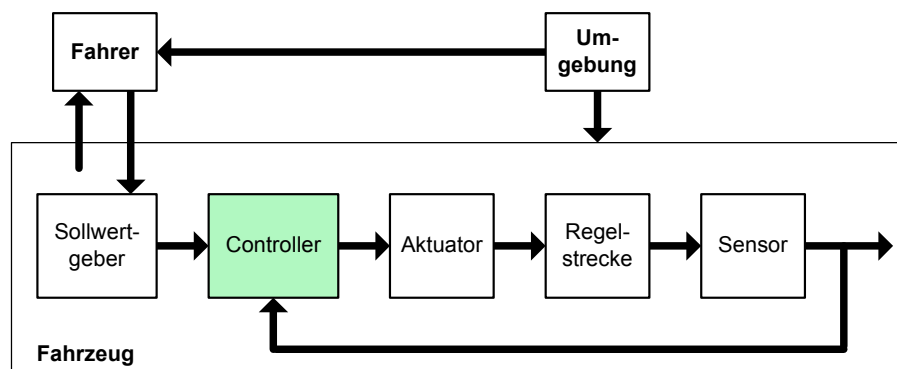 Fahrer
Um-
gebung
Sollwert-
geber
Controller
Aktuator
Regel-
strecke
Sensor
Fahrzeug